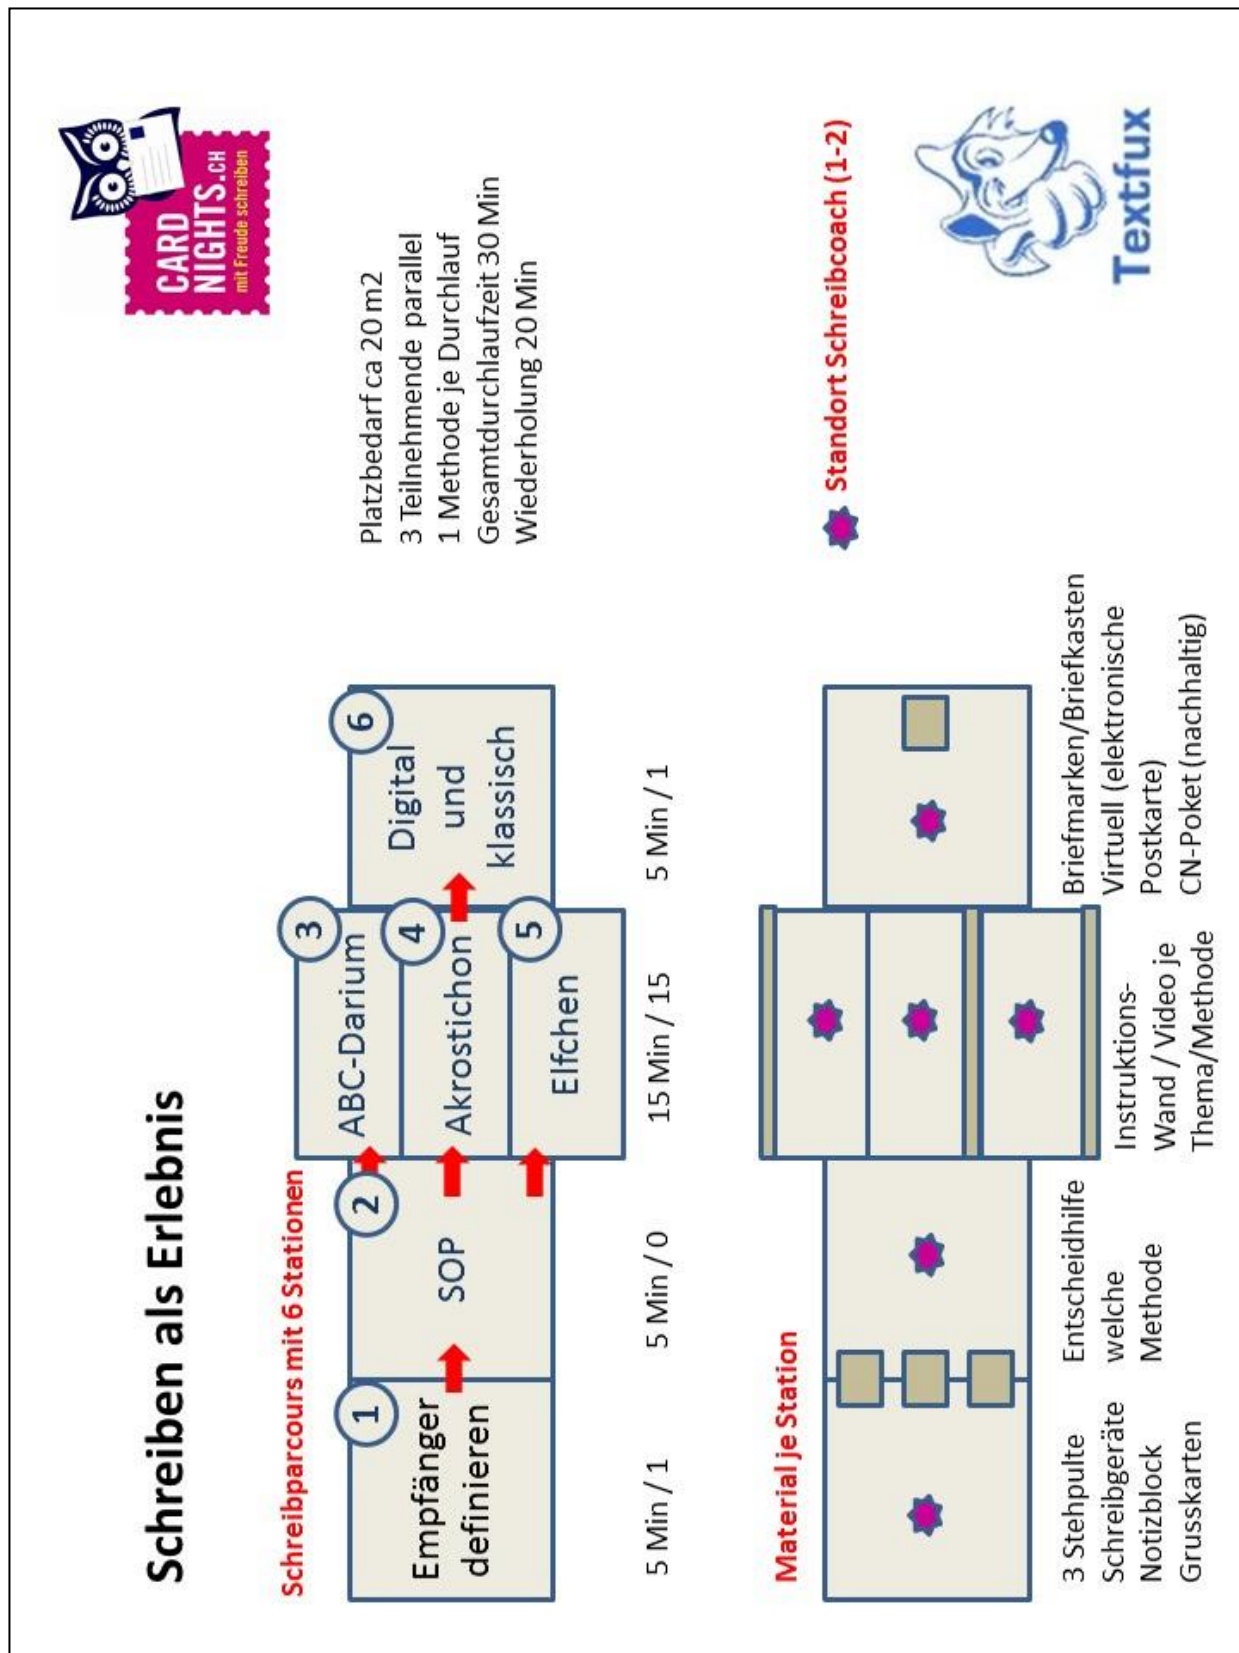 Schreiben als Erlebnis
CARD
NIGHTS.CH
mit Freude schreiben
Schreibparcours mit 6 Stationen
1
Empfänger
definieren
2
SOP
3
ABC-Darium
4
Akrostichon
5
Elfchen
6
Digital
und
klassisch
5 Min / 1
5 Min / 0
15 Min / 15
5 Min / 1
Platzbedarf ca 20 m2
3 Teilnehmende parallel
1 Methode je Durchlauf
Gesamtdurchlaufzeit 30 Min
Wiederholung 20 Min
Material je Station
Standort Schreibcoach (1-2)
3 Stehpulte
Schreibgeräte
Notizblock
Grusskarten
Entscheidhilfe
welche
Methode
Instruktions-
Wand / Video je
Thema/Methode
Briefmarken/Briefkasten
Virtuell (elektronische
Postkarte)
CN-Poket (nachhaltig)
Textfux